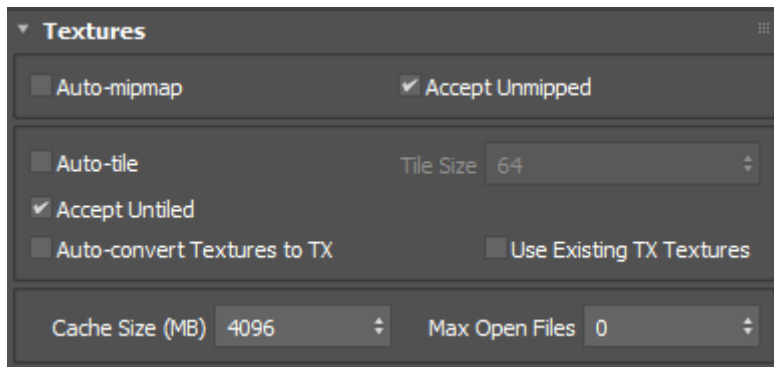 Textures
Auto-mipmap Accept Unmipped
Auto-tile Tile Size 64
Accept Untiled
Auto-convert Textures to TX Use Existing TX Textures
Cache Size (MB) 4096 Max Open Files 0